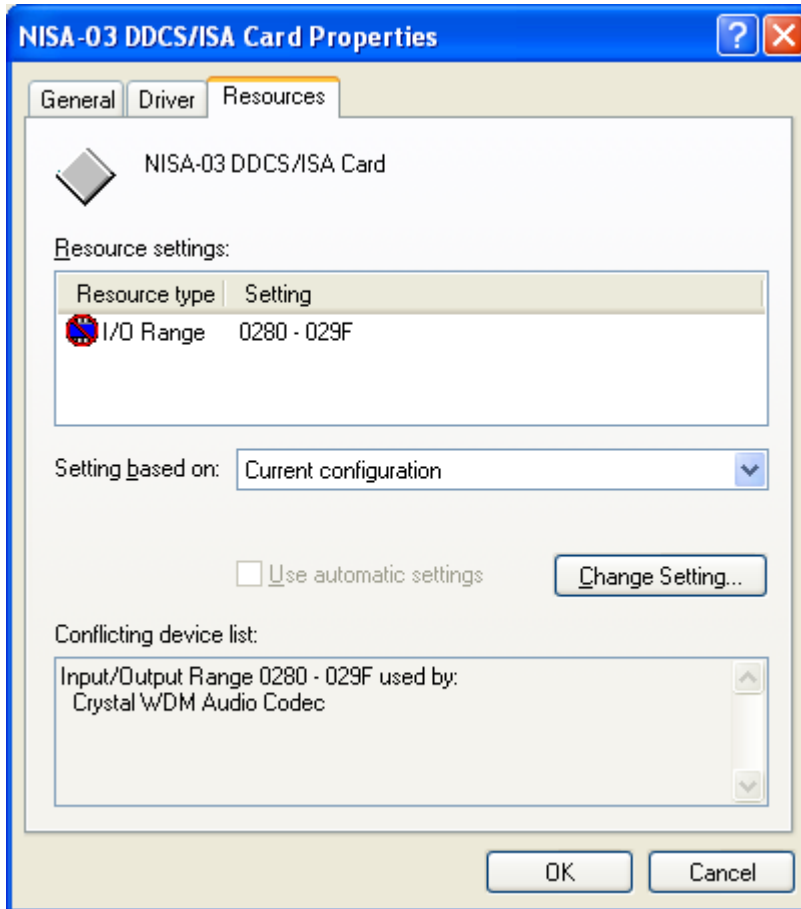 NISA-03 DDCS/ISA Card Properties
General Driver Resources
NISA-03 DDCS/ISA Card
Resource settings:
Resource type Setting
I/O Range 0280 - 029F
Setting based on: Current configuration
Use automatic settings Change Setting...
Conflicting device list:
Input/Output Range 0280 - 029F used by:
Crystal WDM Audio Codec
OK Cancel